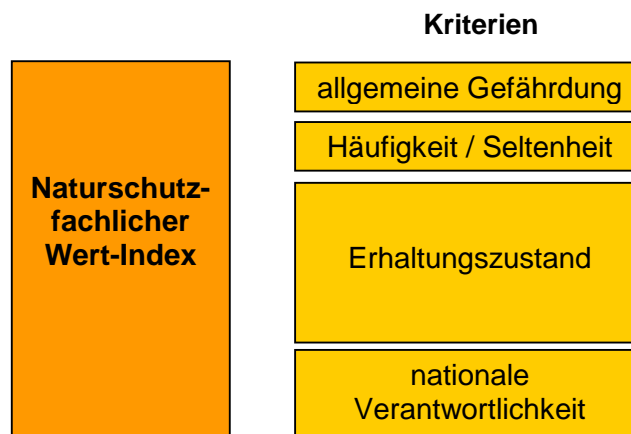 Kriterien
Naturschutz-
fachlicher
Wert-Index
allgemeine Gefährdung
Häufigkeit / Seltenheit
Erhaltungszustand
nationale
Verantwortlichkeit